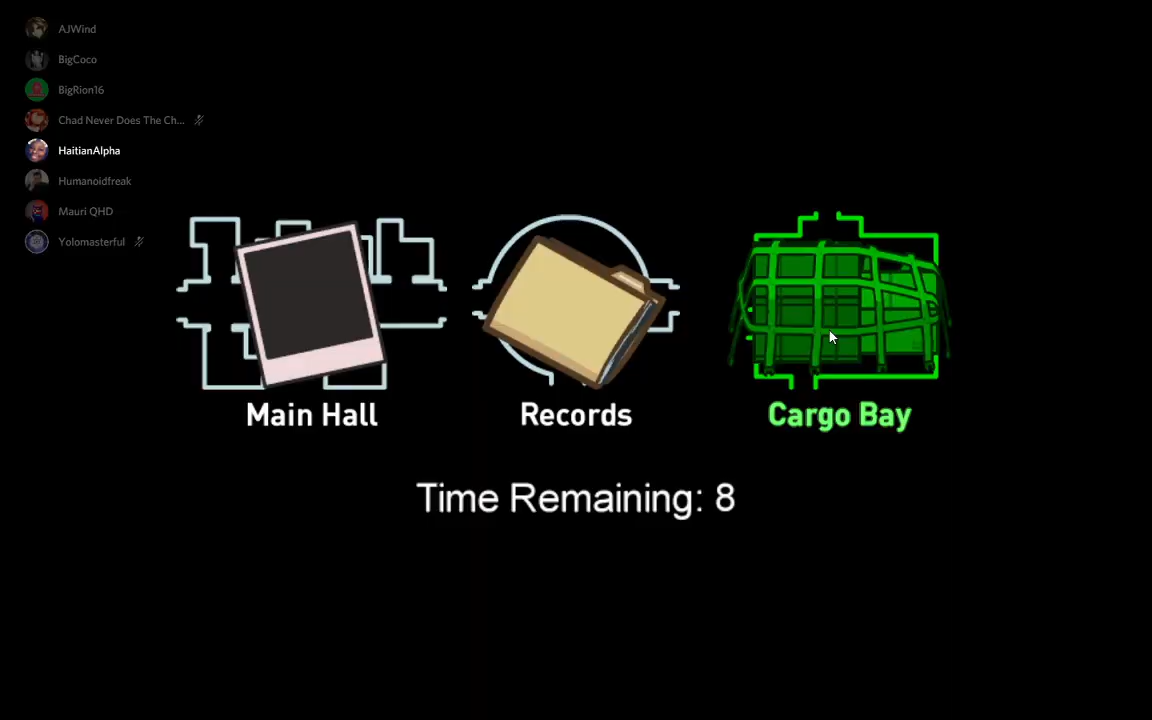 AJWind
BigCoco
BigRion16
Chad Never Does The Ch...
HaitianAlpha
Humanoidfreak
Mauri QHD
Yolomasterful
Main Hall
Records
Cargo Bay
Time Remaining: 8